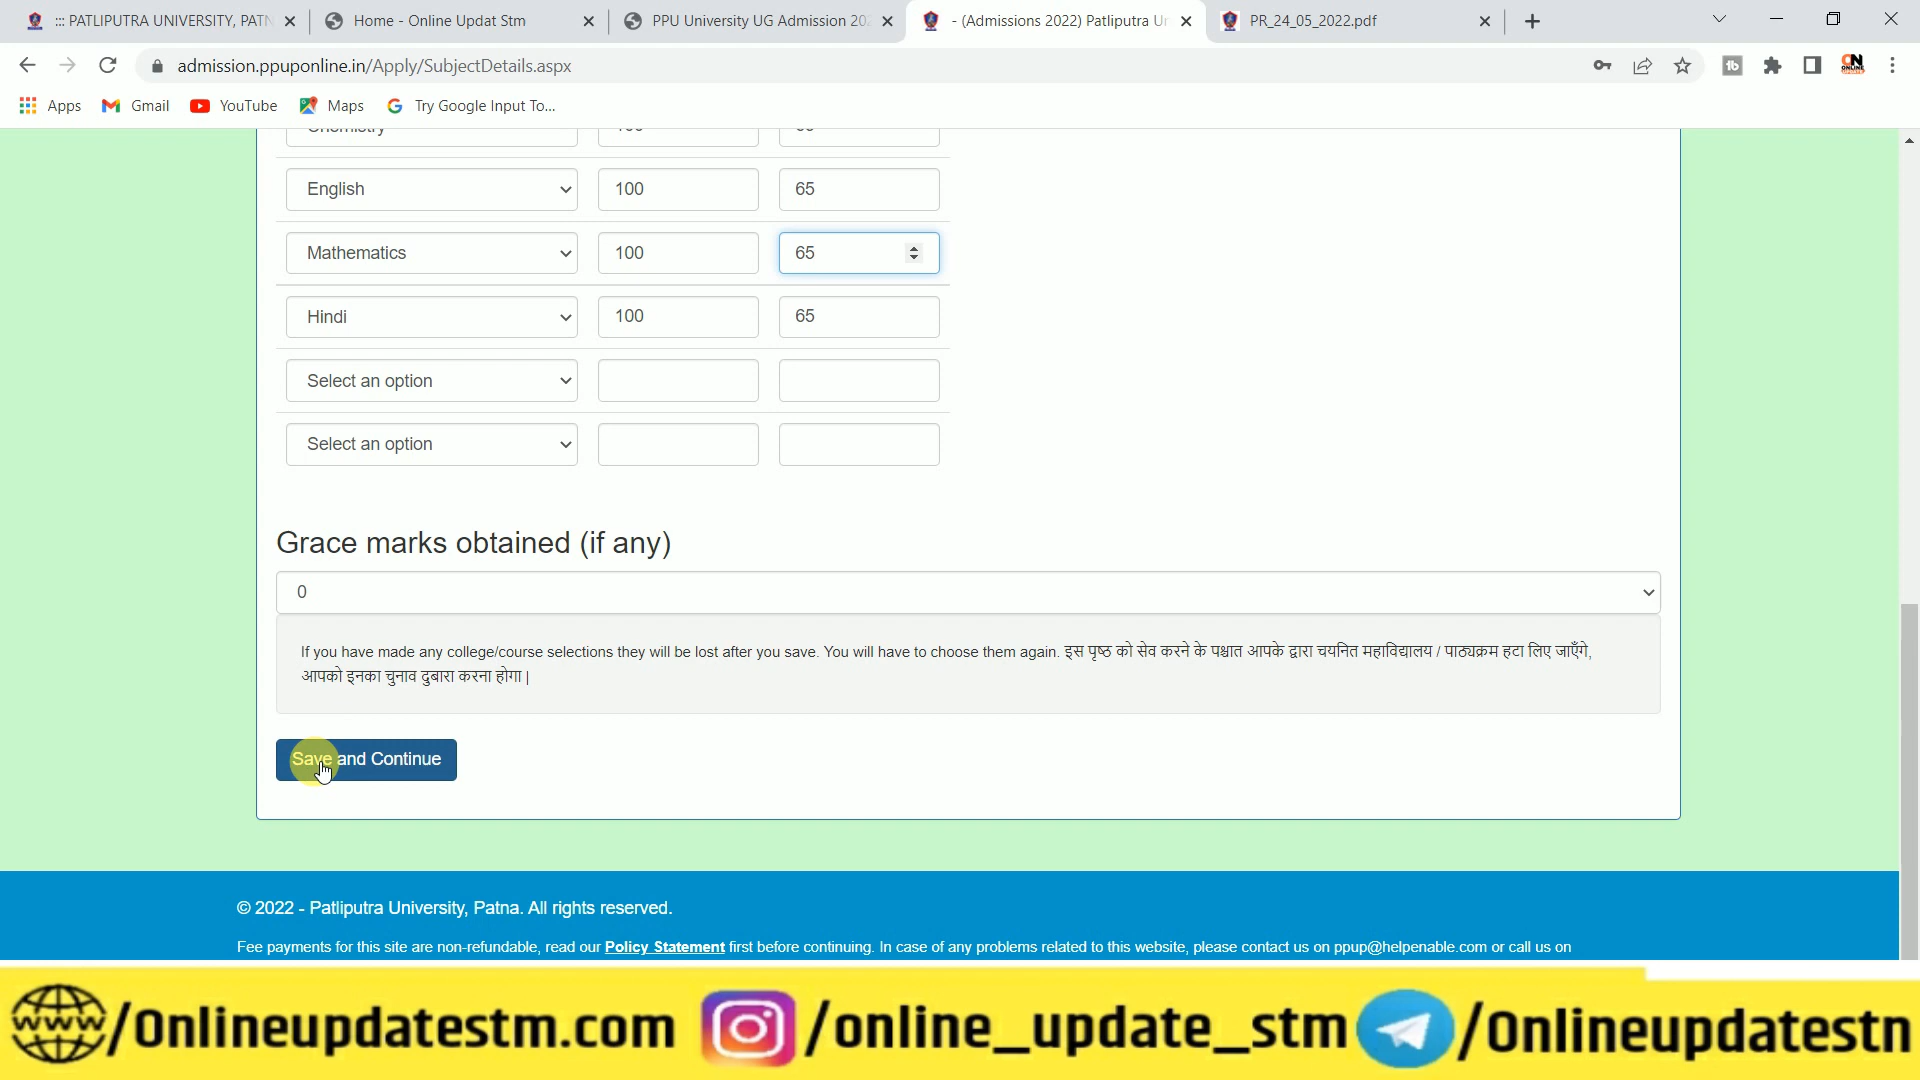 ::: PATLIPUTRA UNIVERSITY, PATN
Home - Online Updat Stm
PPU University UG Admission 202
- (Admissions 2022) Patliputra Un
PR_24_05_2022.pdf
admission.ppuponline.in/Apply/SubjectDetails.aspx
Apps Gmail YouTube Maps Try Google Input To...
Chemistry
English 100 65
Mathematics 100 65
Hindi 100 65
Select an option
Select an option
Grace marks obtained (if any)
0
If you have made any college/course selections they will be lost after you save. You will have to choose them again. इस पृष्ठ को सेव करने के पश्चात आपके द्वारा चयनित महाविद्यालय / पाठ्यक्रम हटा लिए जाएँगे,
आपको इनका चुनाव दुबारा करना होगा |
Save and Continue
© 2022 - Patliputra University, Patna. All rights reserved.
Fee payments for this site are non-refundable, read our Policy Statement first before continuing. In case of any problems related to this website, please contact us on ppup@helpenable.com or call us on
www /Onlineupdatestm.com /online_update_stm /Onlineupdatestn